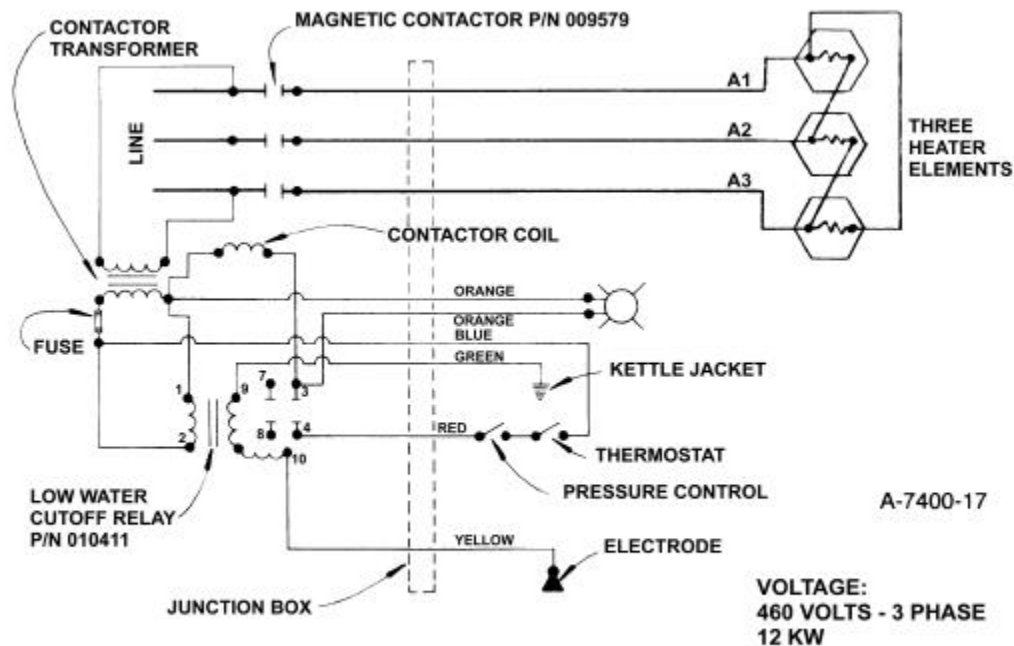 CONTACTOR
TRANSFORMER
MAGNETIC CONTACTOR P/N 009579
LINE
A1
A2
A3
THREE
HEATER
ELEMENTS
CONTACTOR COIL
FUSE
ORANGE
ORANGE
BLUE
GREEN
KETTLE JACKET
1
9
7
3
2
8
4
10
RED
THERMOSTAT
PRESSURE CONTROL
LOW WATER
CUTOFF RELAY
P/N 010411
YELLOW
ELECTRODE
JUNCTION BOX
A-7400-17
VOLTAGE:
460 VOLTS - 3 PHASE
12 KW